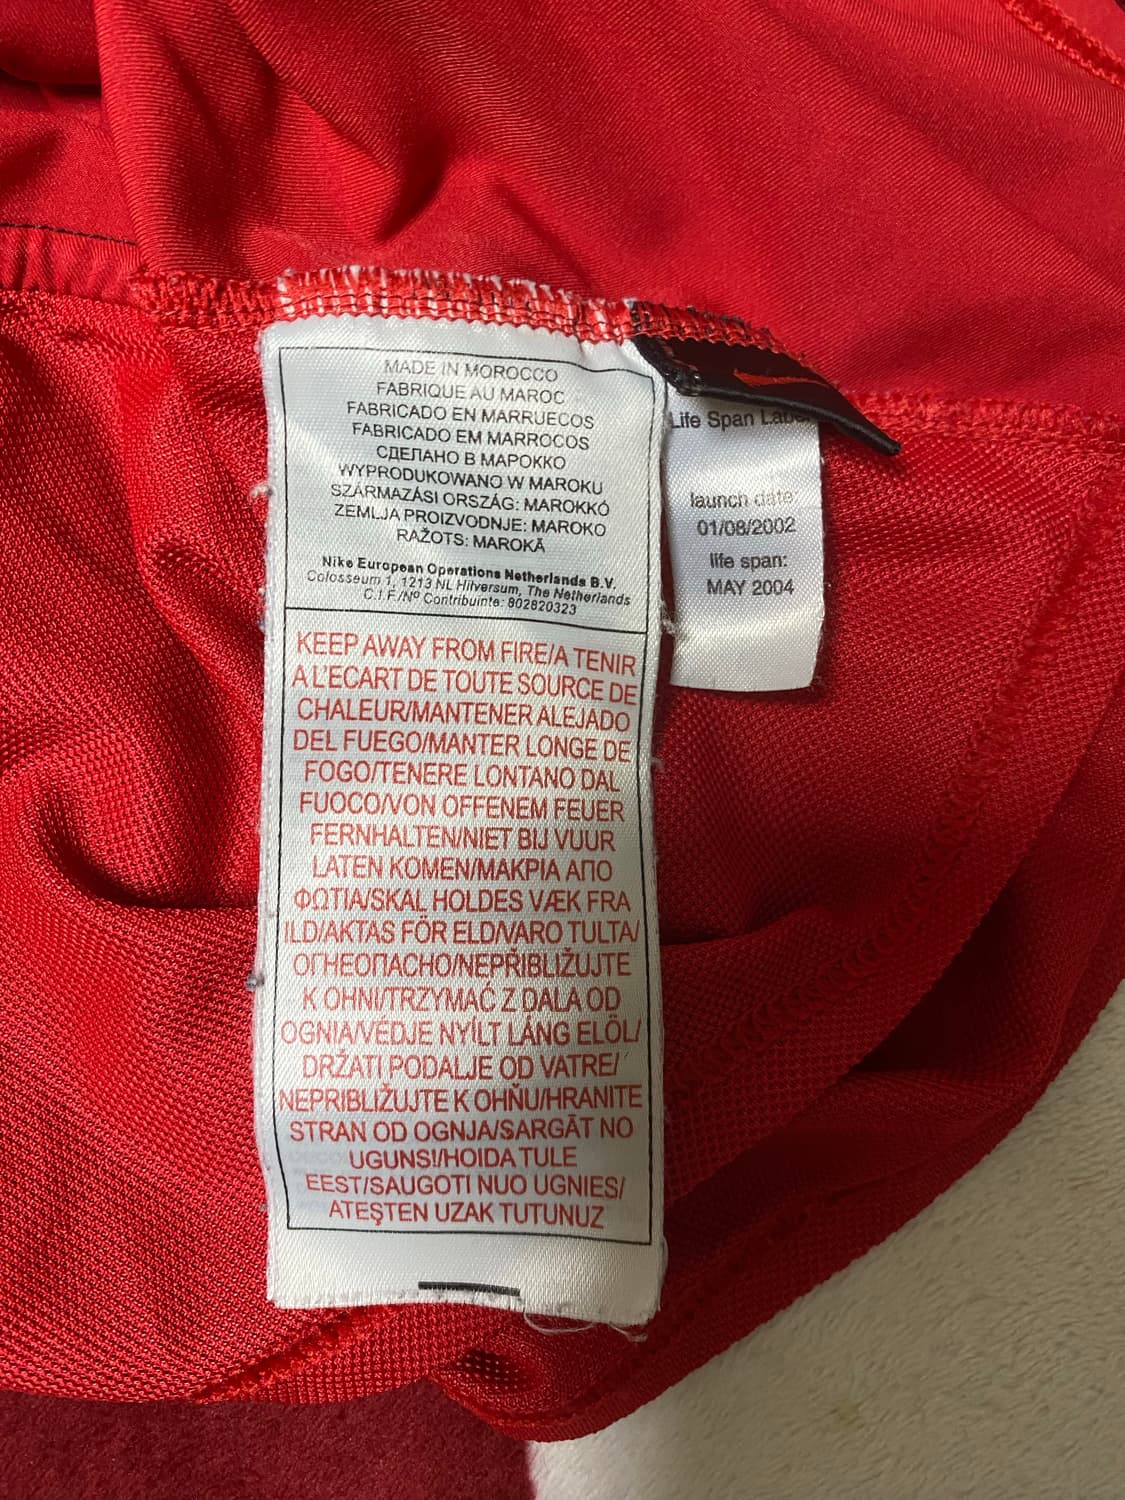 MADE IN MOROCCO
FABRIQUE AU MAROC
FABRICADO EN MARRUECOS
FABRICADO EM MARROCOS
СДЕЛАНО В МАРОККО
WYPRODUKOWANO W MAROKU
SZÁRMAZÁSI ORSZÁG: MAROKKÓ
ZEMLJA PROIZVODNJE: MAROKO
RAŽOTS: MAROKĀ
Nike European Operations Netherlands B.V.
Colosseum 1, 1213 NL Hilversum, The Netherlands
C.I.F./Nº Contribuinte: 802820323
KEEP AWAY FROM FIRE/A TENIR
A L'ECART DE TOUTE SOURCE DE
CHALEUR/MANTENER ALEJADO
DEL FUEGO/MANTER LONGE DE
FOGO/TENERE LONTANO DAL
FUOCO/VON OFFENEM FEUER
FERNHALTEN/NIET BIJ VUUR
LATEN KOMEN/ΜΑΚΡΙΑ ΑΠΟ
ΦΩΤΙΑ/SKAL HOLDES VÆK FRA
ILD/AKTAS FÖR ELD/VARO TULTA/
ОГНЕОПАСНО/NEPŘIBLIŽUJTE
K OHNI/TRZYMAĆ Z DALA OD
OGNIA/VÉDJE NYÍLT LÁNG ELÖL/
DRŽATI PODALJE OD VATRE/
NEPRIBLIŽUJTE K OHŇU/HRANITE
STRAN OD OGNJA/SARGĀT NO
UGUNS!/HOIDA TULE
EEST/SAUGOTI NUO UGNIES/
ATEŞTEN UZAK TUTUNUZ
Life Span Label
launch date:
01/08/2002
life span:
MAY 2004